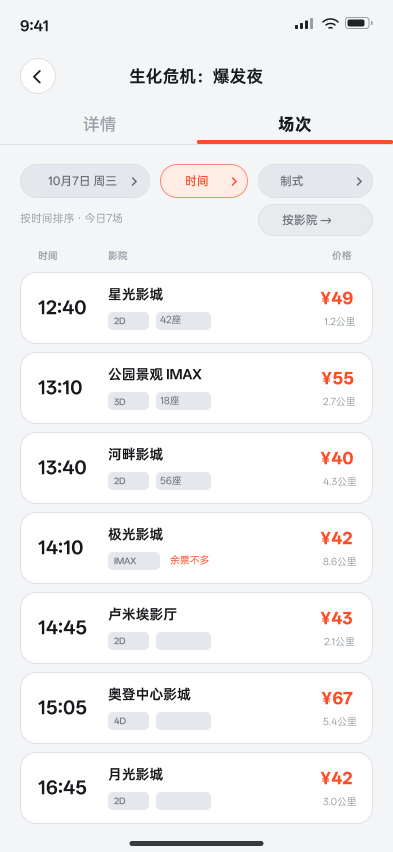 9:41
生化危机：爆发夜
详情 场次
10月7日 周三 时间 制式
按时间排序 · 今日7场 按影院 →
时间 影院 价格
星光影城
12:40 ¥49
2D 42座 1.2公里
公园景观 IMAX
13:10 ¥55
3D 18座 2.7公里
河畔影城
13:40 ¥40
2D 56座 4.3公里
极光影城
14:10 ¥42
IMAX 余票不多 8.6公里
卢米埃影厅
14:45 ¥43
2D 2.1公里
奥登中心影城
15:05 ¥67
4D 5.4公里
月光影城
16:45 ¥42
2D 3.0公里